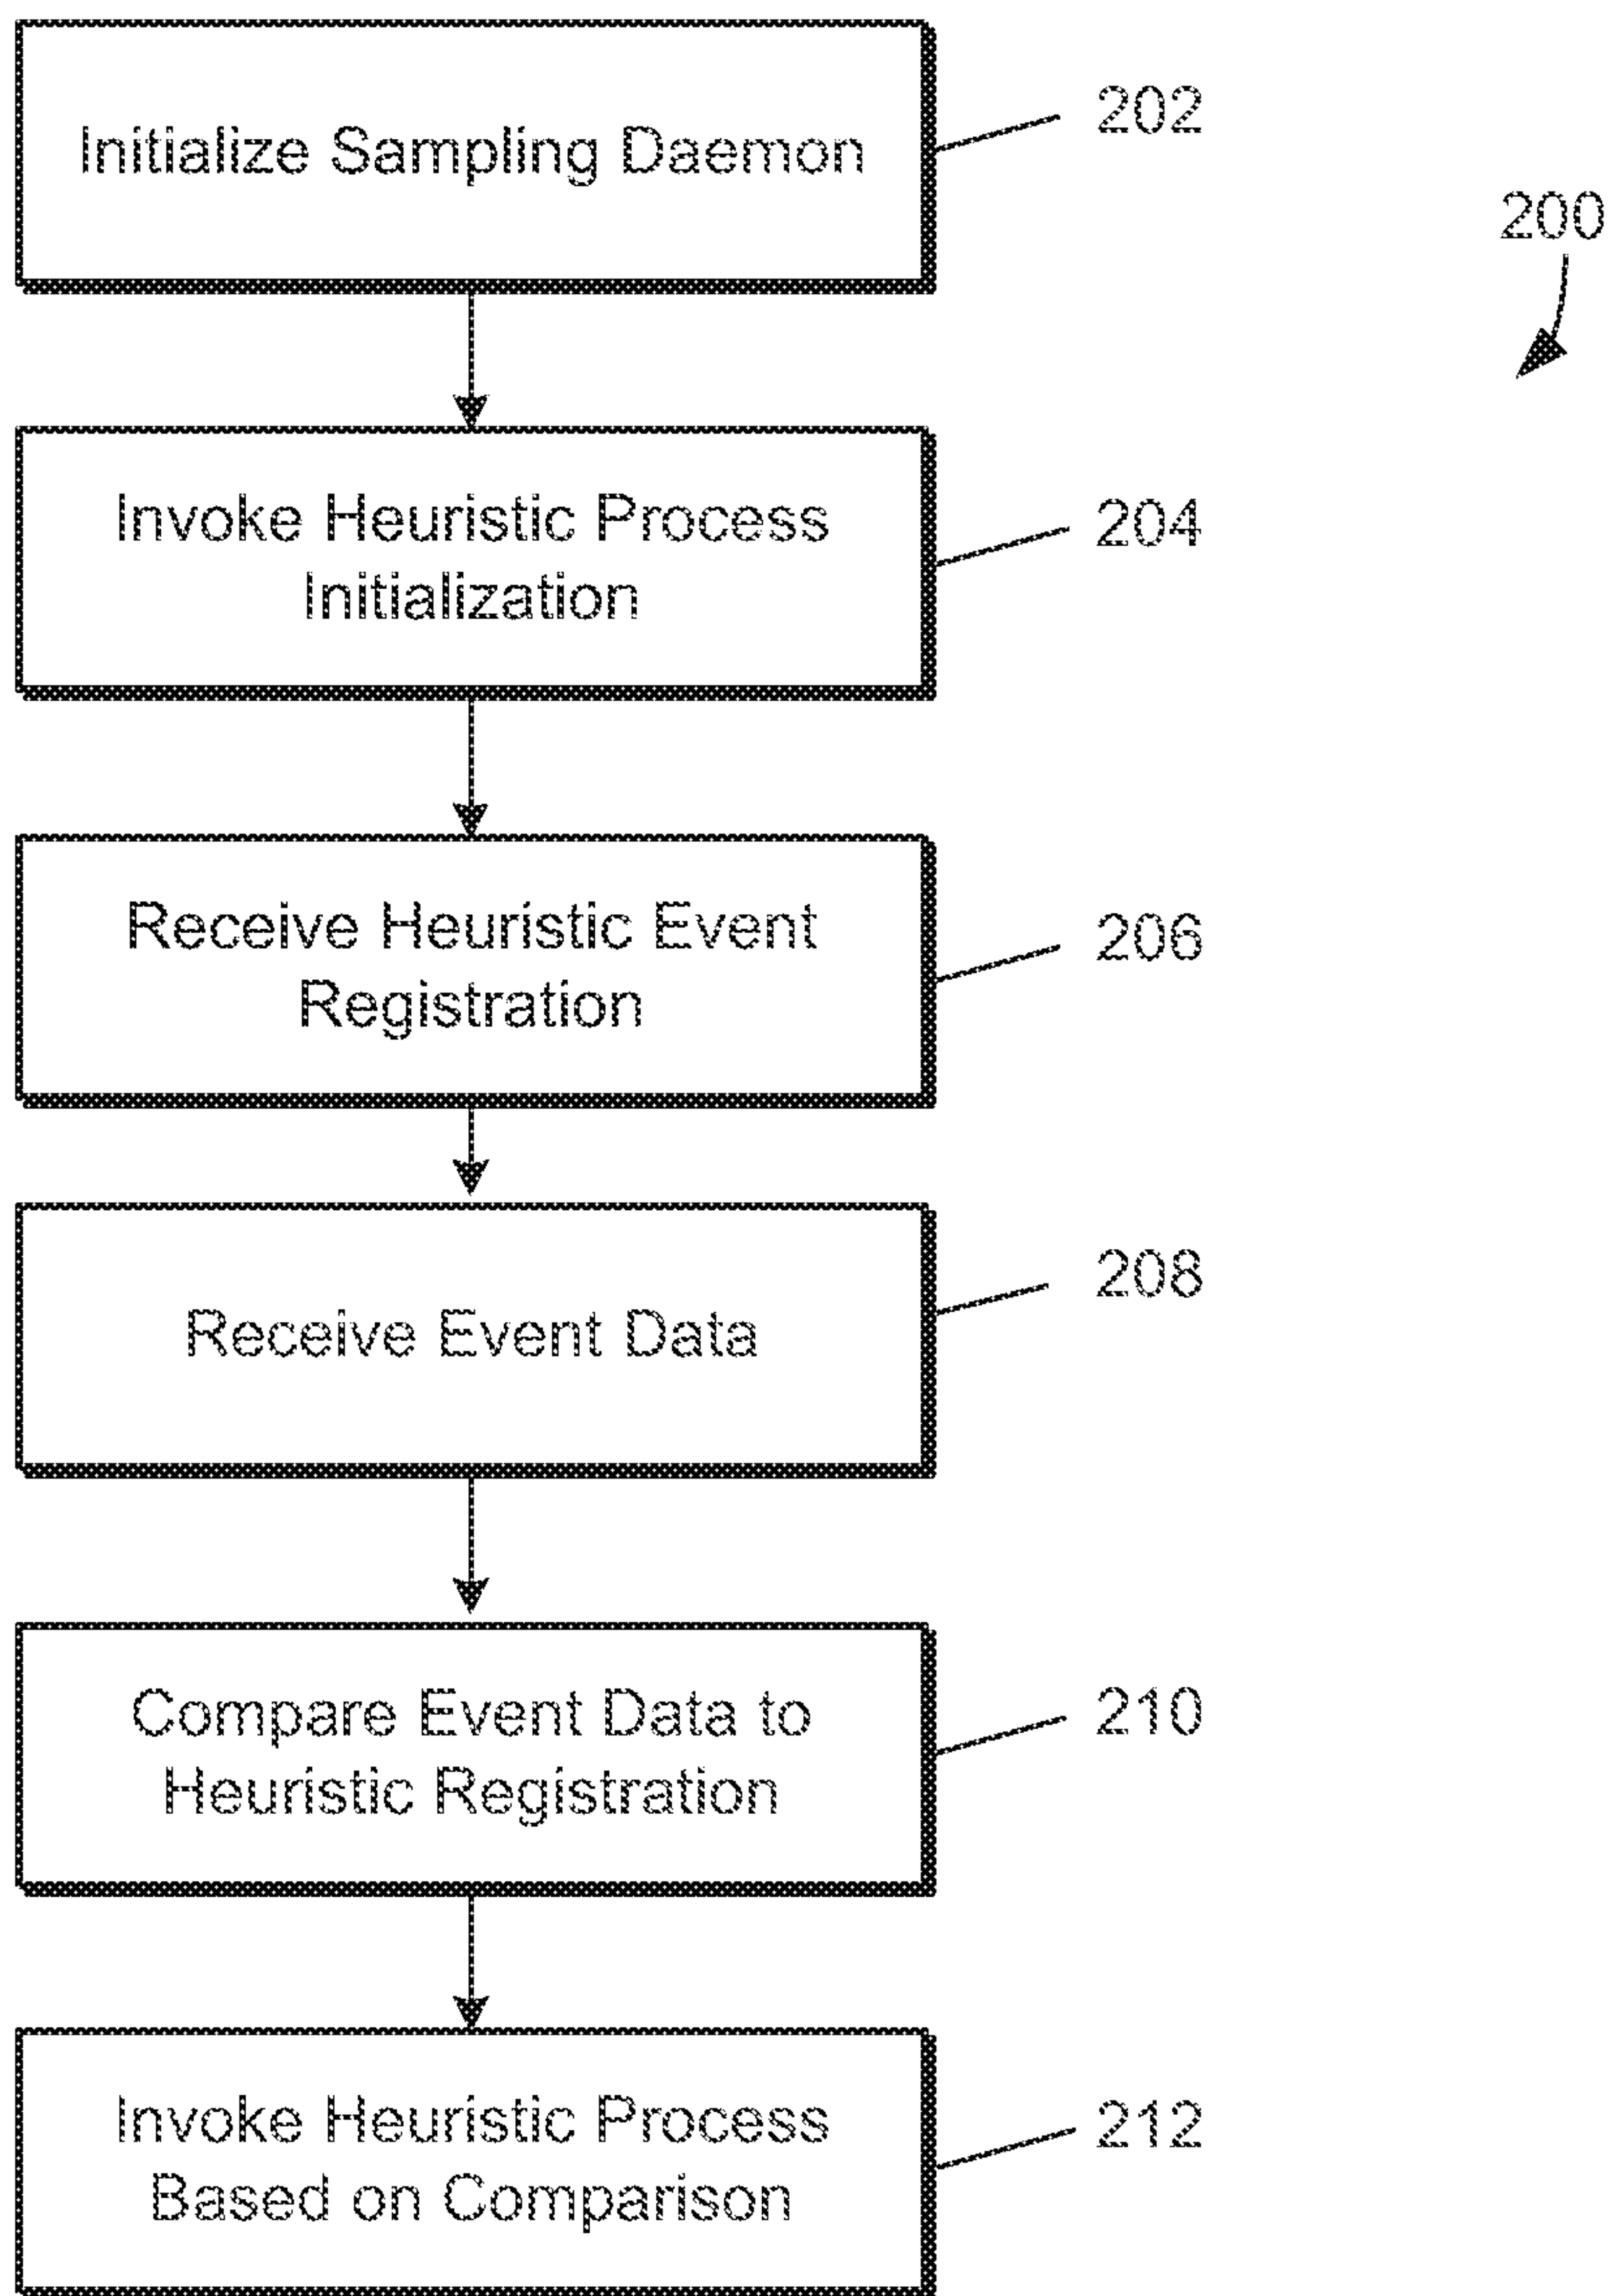 Initialize Sampling Daemon
202
200
Invoke Heuristic Process
Initialization
204
Receive Heuristic Event
Registration
206
Receive Event Data
208
Compare Event Data to
Heuristic Registration
210
Invoke Heuristic Process
Based on Comparison
212